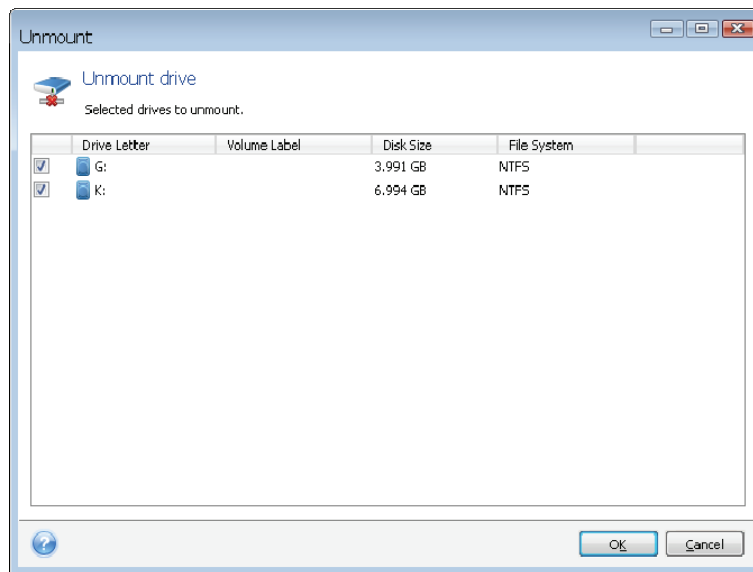 Unmount
Unmount drive
Selected drives to unmount.
Drive Letter Volume Label Disk Size File System
G: 3.991 GB NTFS
K: 6.994 GB NTFS
?
OK Cancel